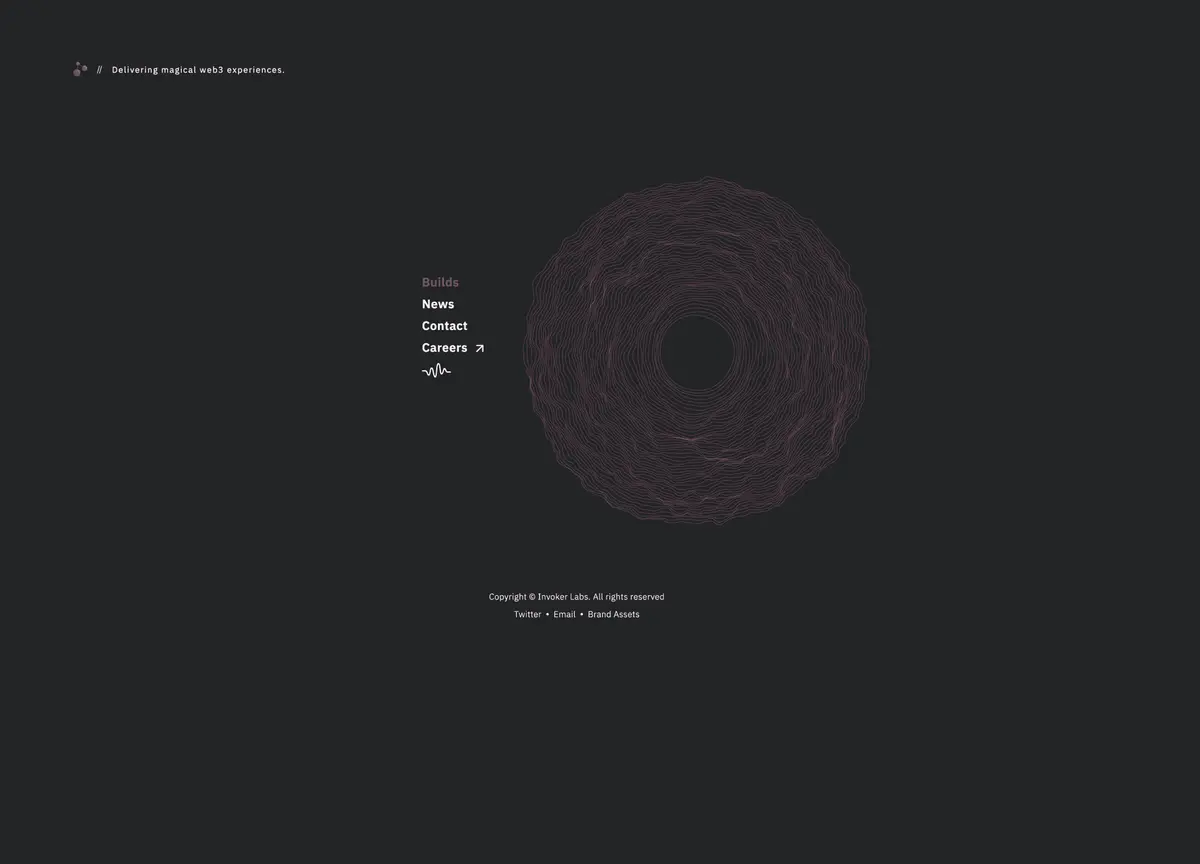 // Delivering magical web3 experiences.
Builds
News
Contact
Careers ↗
Copyright © Invoker Labs. All rights reserved
Twitter • Email • Brand Assets